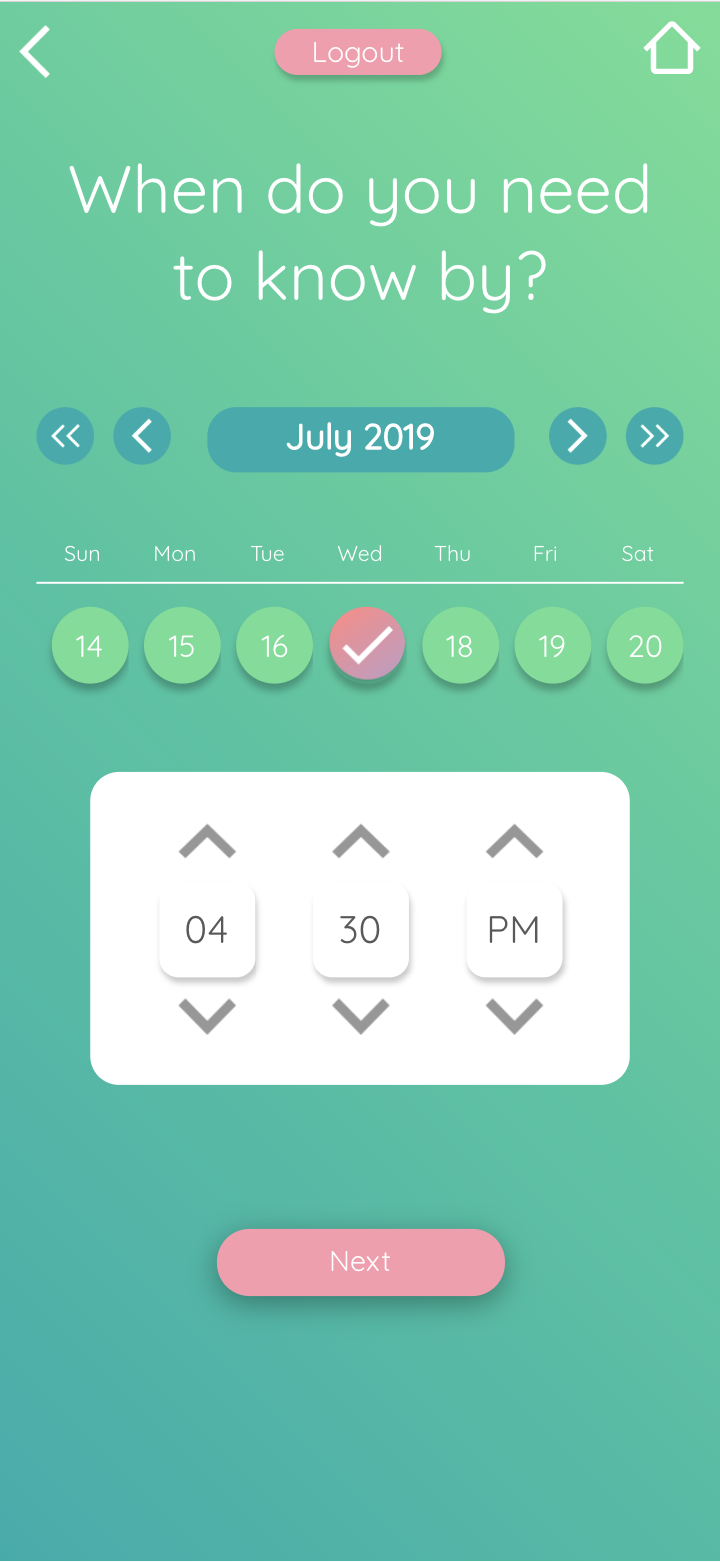 Logout
When do you need
to know by?
July 2019
Sun Mon Tue Wed Thu Fri Sat
14 15 16 18 19 20
04 30 PM
Next